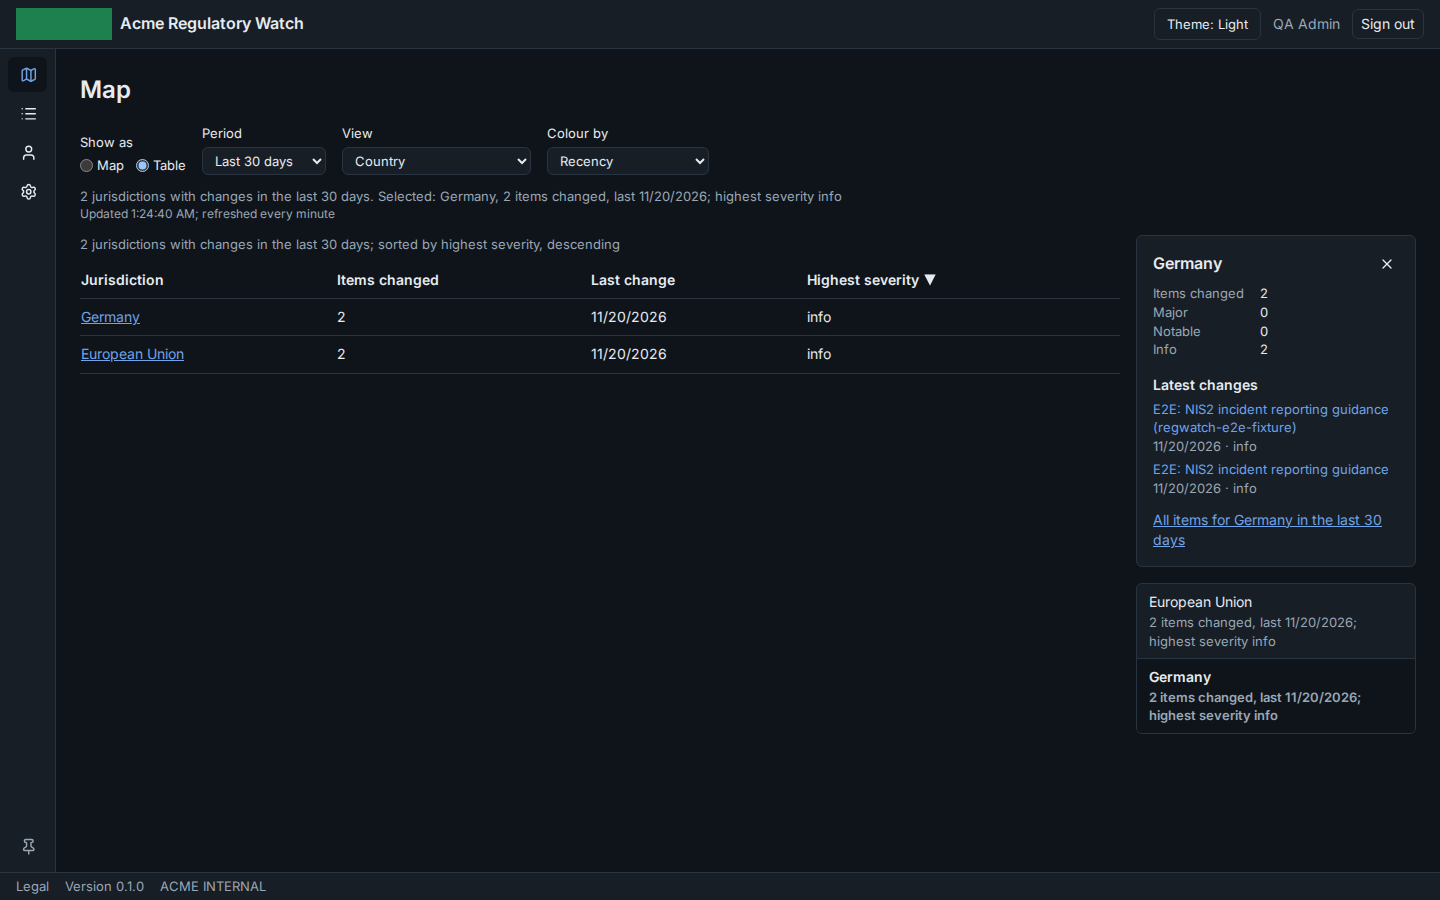 Acme Regulatory Watch
Theme: Light
QA Admin
Sign out
Map
Show as
Map
Table
Period
Last 30 days
View
Country
Colour by
Recency
2 jurisdictions with changes in the last 30 days. Selected: Germany, 2 items changed, last 11/20/2026; highest severity info
Updated 1:24:40 AM; refreshed every minute
2 jurisdictions with changes in the last 30 days; sorted by highest severity, descending
Jurisdiction Items changed Last change Highest severity ▼
Germany 2 11/20/2026 info
European Union 2 11/20/2026 info
Germany
Items changed 2
Major 0
Notable 0
Info 2
Latest changes
E2E: NIS2 incident reporting guidance
(regwatch-e2e-fixture)
11/20/2026 · info
E2E: NIS2 incident reporting guidance
11/20/2026 · info
All items for Germany in the last 30
days
European Union
2 items changed, last 11/20/2026;
highest severity info
Germany
2 items changed, last 11/20/2026;
highest severity info
Legal
Version 0.1.0
ACME INTERNAL